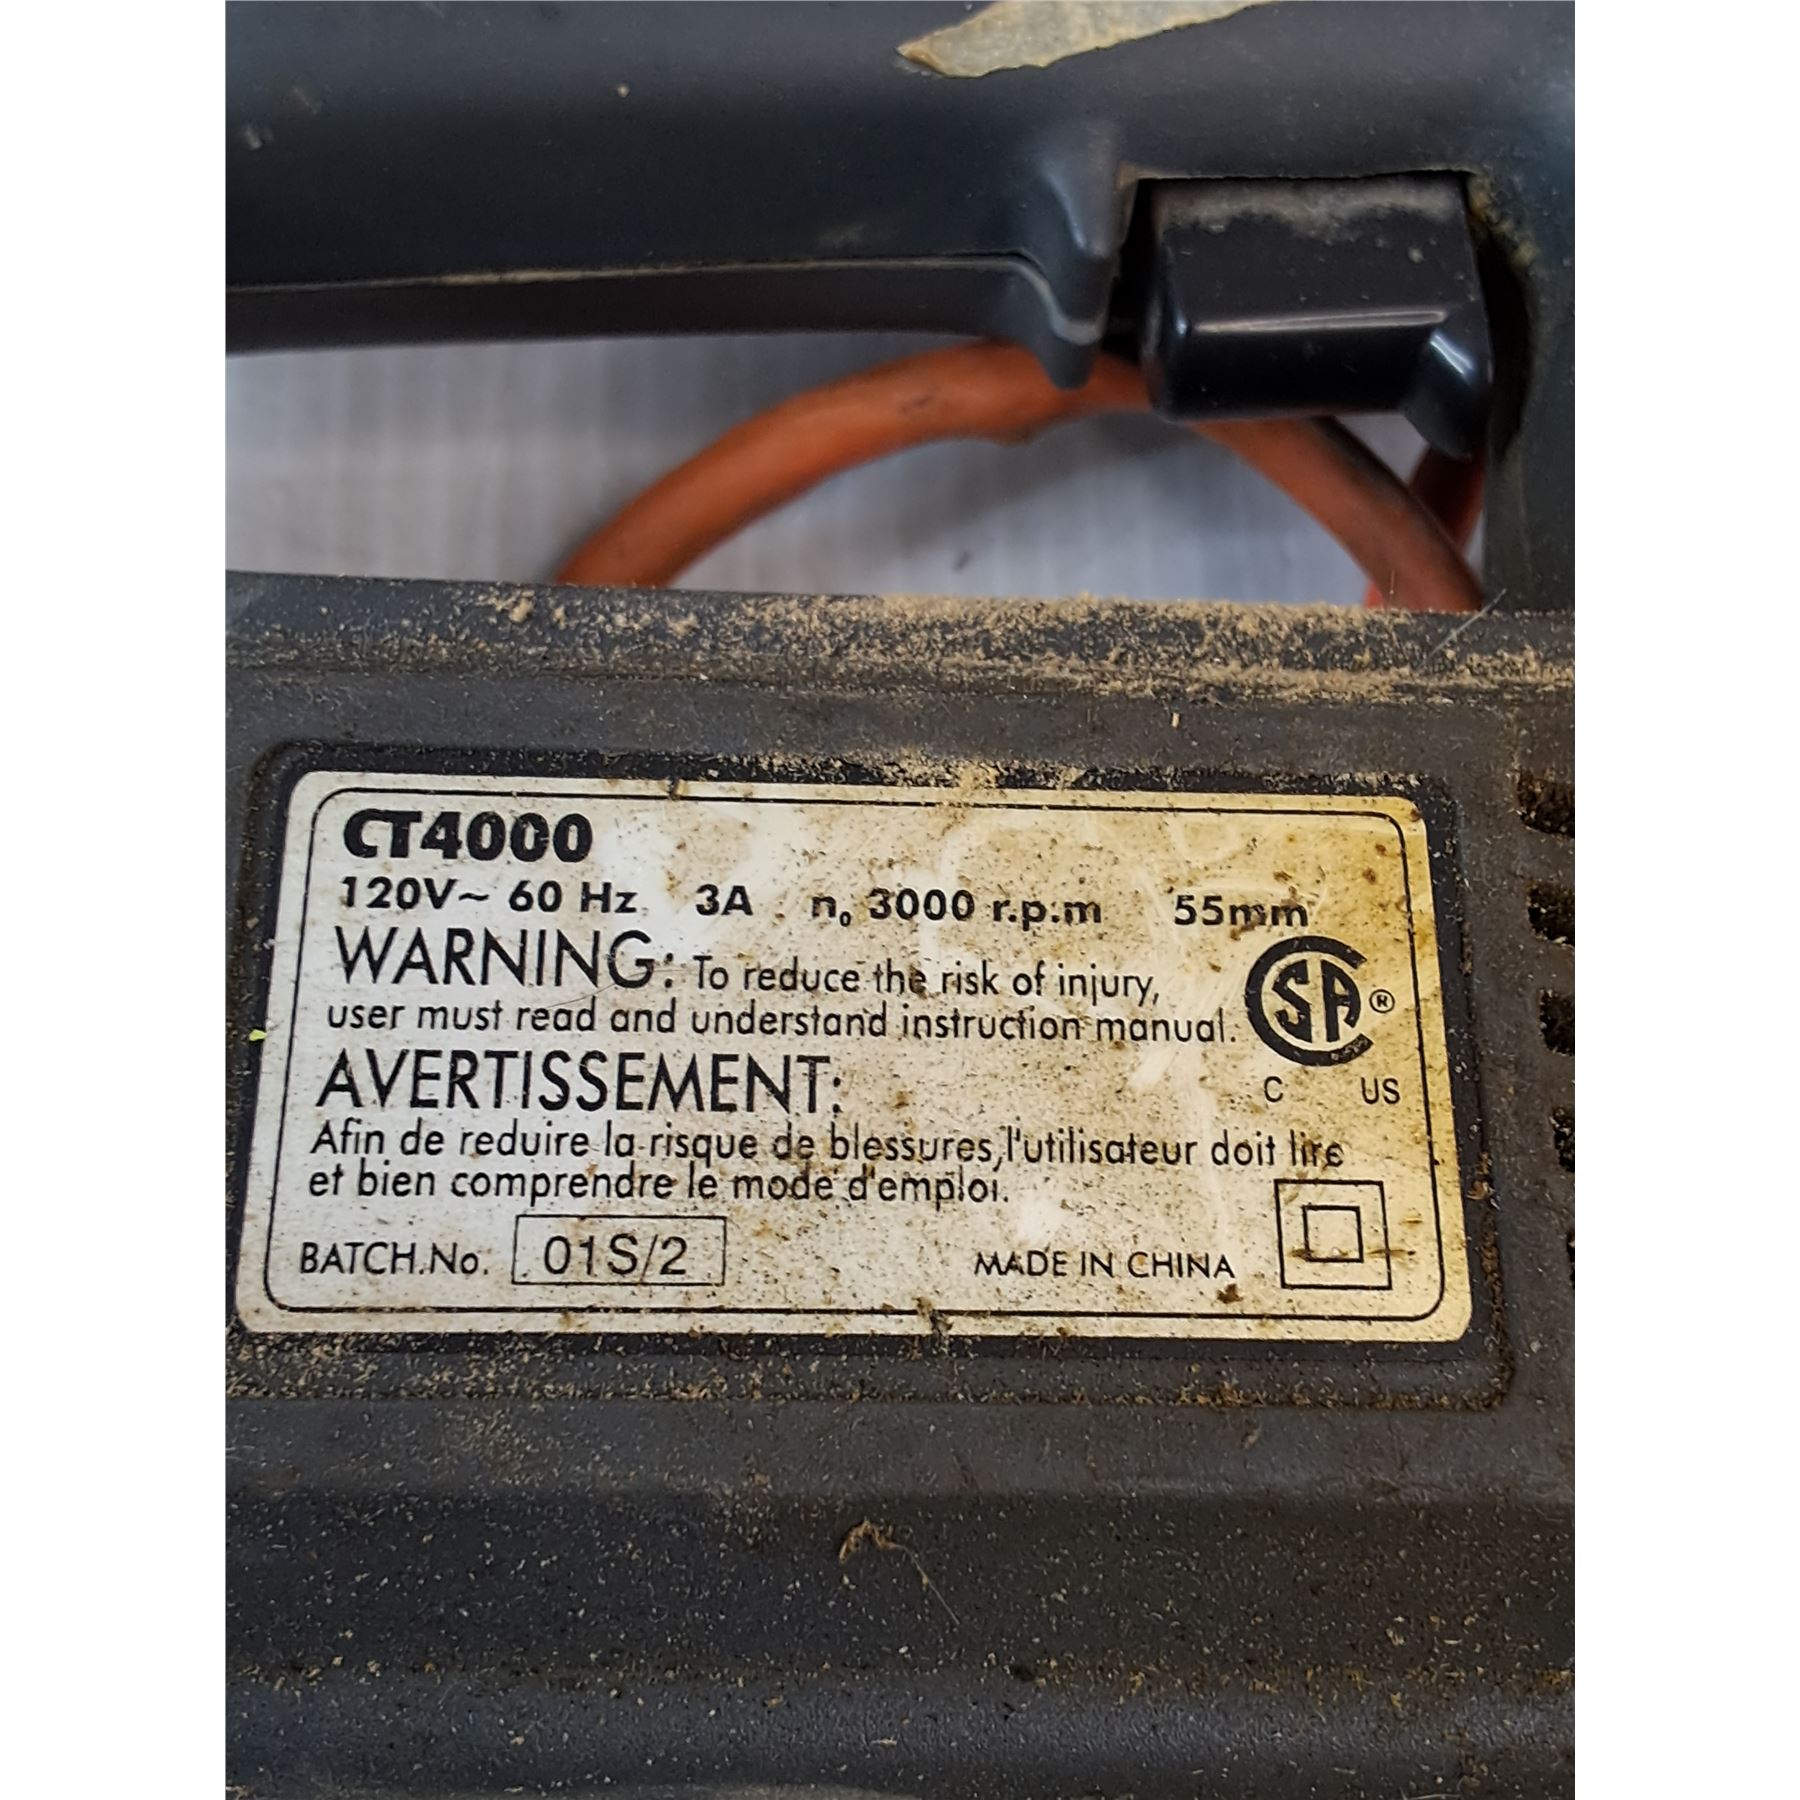 CT4000
120V~ 60 Hz 3A n₀ 3000 r.p.m 55mm
WARNING: To reduce the risk of injury,
user must read and understand instruction manual.
CSA®
C US
AVERTISSEMENT:
Afin de reduire la risque de blessures, l'utilisateur doit lire
et bien comprendre le mode d'emploi.
BATCH.No. 01S/2 MADE IN CHINA